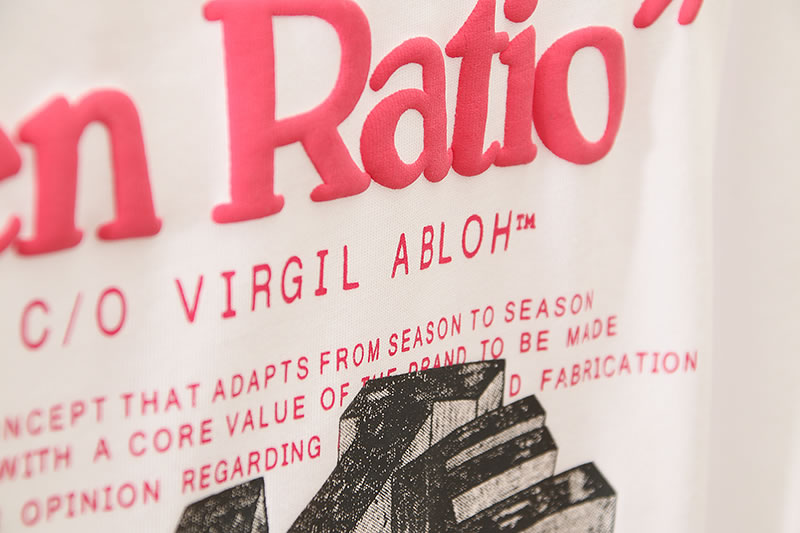 en Ratio”
C/O VIRGIL ABLOH™
NCEPT THAT ADAPTS FROM SEASON TO SEASON
WITH A CORE VALUE OF THE BRAND TO BE MADE
OPINION REGARDING D FABRICATION